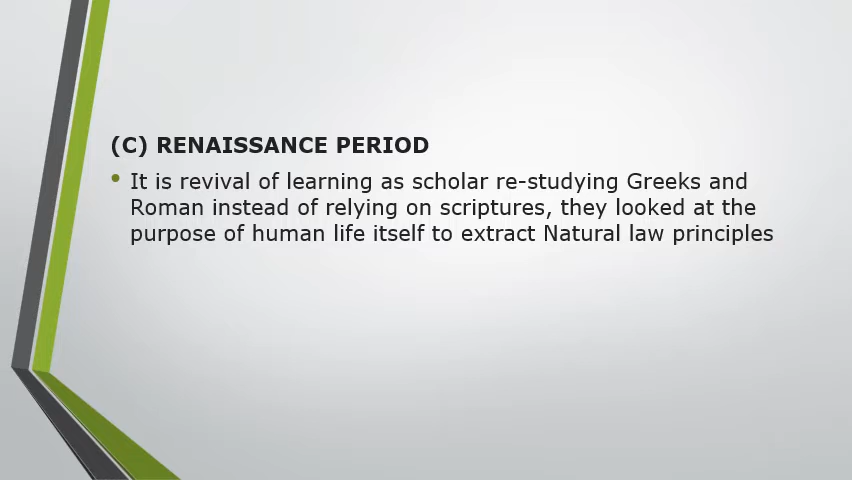 (C) RENAISSANCE PERIOD
• It is revival of learning as scholar re-studying Greeks and
Roman instead of relying on scriptures, they looked at the
purpose of human life itself to extract Natural law principles